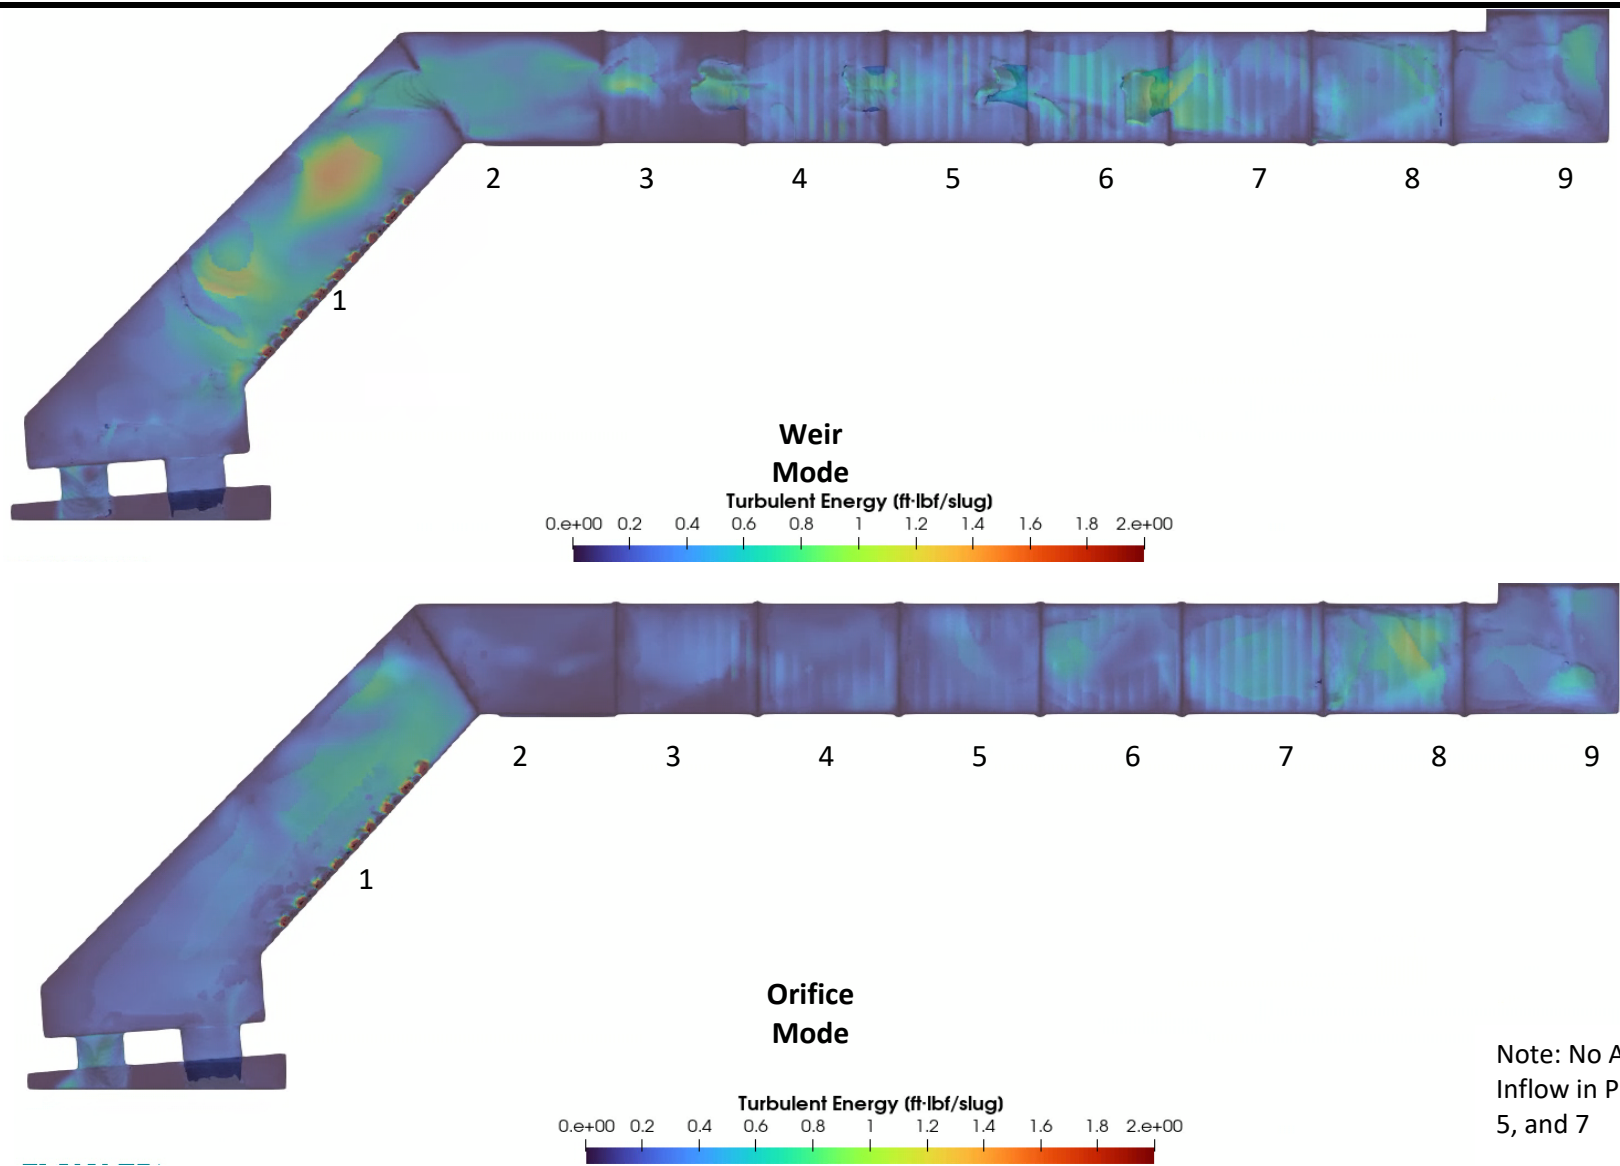 2 3 4 5 6 7 8 9
1
Weir
Mode
Turbulent Energy (ft·lbf/slug)
0.e+00 0.2 0.4 0.6 0.8 1 1.2 1.4 1.6 1.8 2.e+00
2 3 4 5 6 7 8 9
1
Orifice
Mode
Note: No A
Inflow in P
5, and 7
Turbulent Energy (ft·lbf/slug)
0.e+00 0.2 0.4 0.6 0.8 1 1.2 1.4 1.6 1.8 2.e+00